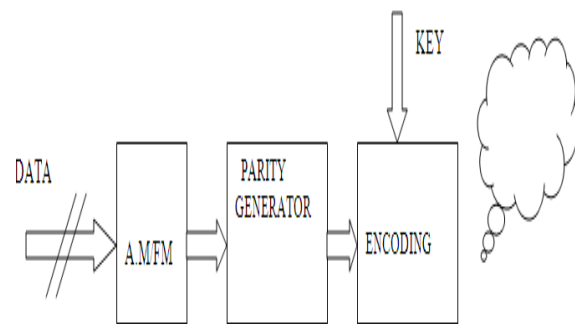 KEY
DATA
A.M/FM
PARITY
GENERATOR
ENCODING